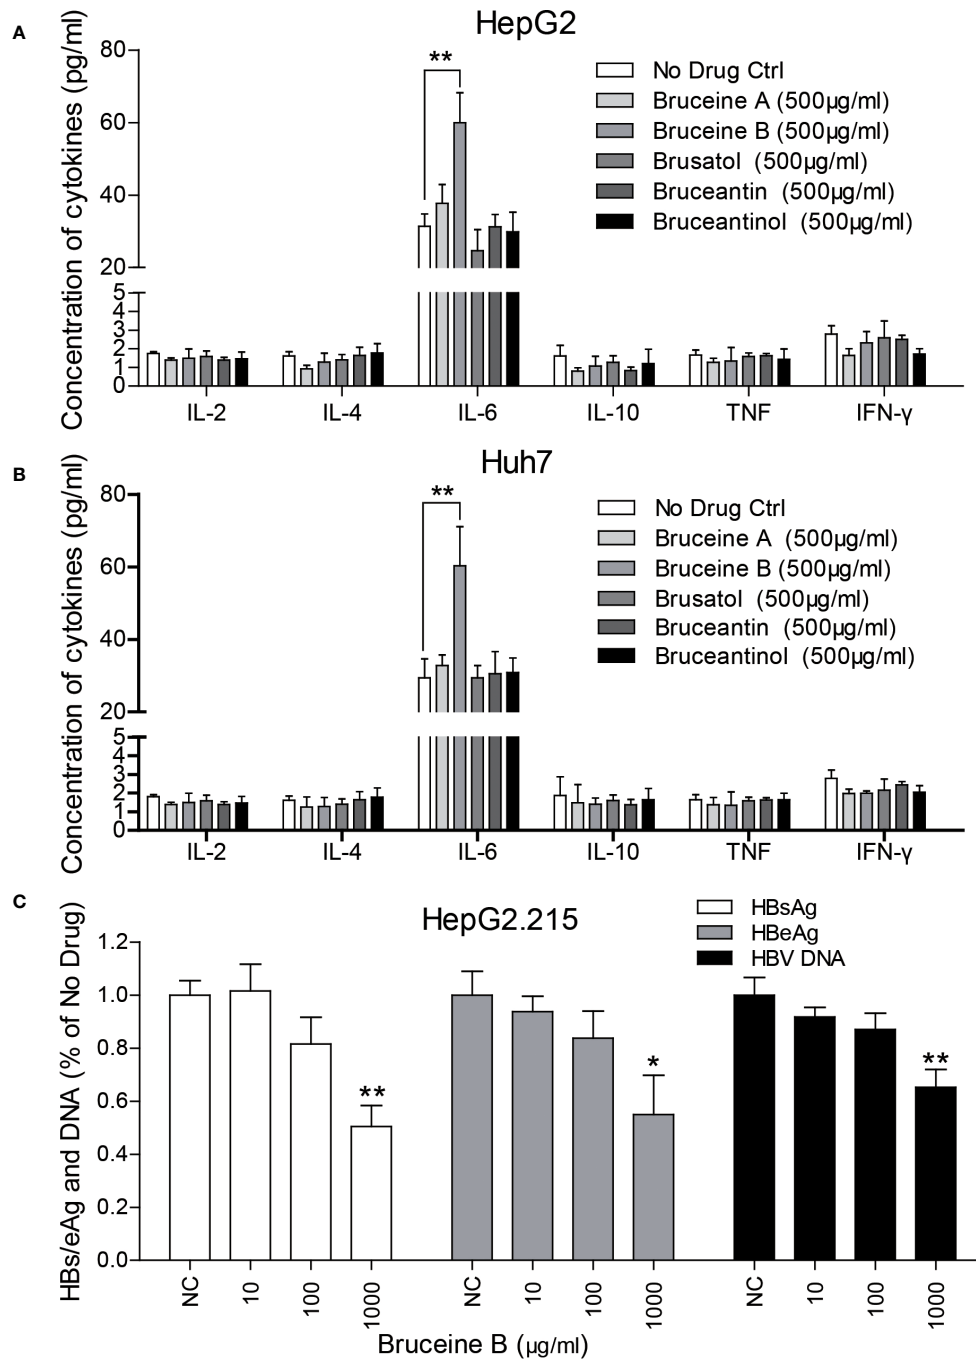 A
HepG2
Concentration of cytokines (pg/ml)
80
60
40
20
5
4
3
2
1
0
**
No Drug Ctrl
Bruceine A (500µg/ml)
Bruceine B (500µg/ml)
Brusatol (500µg/ml)
Bruceantin (500µg/ml)
Bruceantinol (500µg/ml)
IL-2 IL-4 IL-6 IL-10 TNF IFN-γ
B
Huh7
Concentration of cytokines (pg/ml)
80
60
40
20
5
4
3
2
1
0
**
No Drug Ctrl
Bruceine A (500µg/ml)
Bruceine B (500µg/ml)
Brusatol (500µg/ml)
Bruceantin (500µg/ml)
Bruceantinol (500µg/ml)
IL-2 IL-4 IL-6 IL-10 TNF IFN-γ
C
HepG2.215
HBsAg
HBeAg
HBV DNA
HBs/eAg and DNA (% of No Drug)
1.2
1.0
0.8
0.6
0.4
0.2
0.0
**
*
**
NC 10 100 1000 NC 10 100 1000 NC 10 100 1000
Bruceine B (µg/ml)